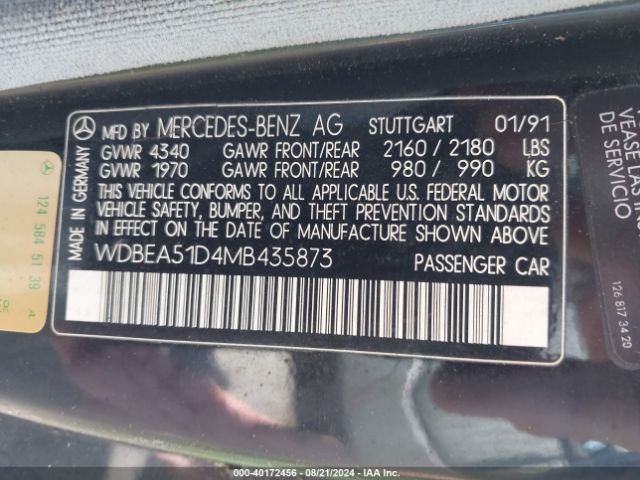 MFD BY MERCEDES-BENZ AG STUTTGART 01/91
GVWR 4340 GAWR FRONT/REAR 2160 / 2180 LBS
GVWR 1970 GAWR FRONT/REAR 980 / 990 KG
THIS VEHICLE CONFORMS TO ALL APPLICABLE U.S. FEDERAL MOTOR
VEHICLE SAFETY, BUMPER, AND THEFT PREVENTION STANDARDS
IN EFFECT ON THE DATE OF MANUFACTURE SHOWN ABOVE
WDBEA51D4MB435873 PASSENGER CAR
MADE IN GERMANY
124 584 51 39
DE SERVICIO
126 817 34 20
© - 40172456 - 08/21/2024 - IAA Inc.